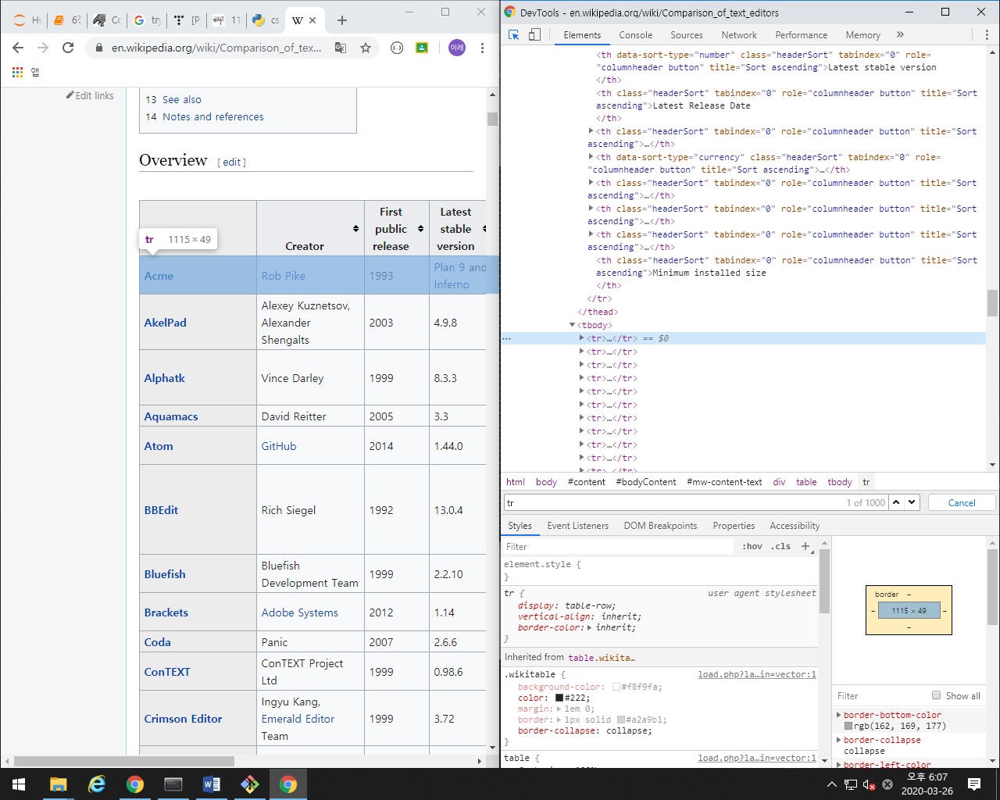 Ho
62
Co
G try
[P
11
cs
W
en.wikipedia.org/wiki/Comparison_of_tex...
이레
앱
Edit links
13 See also
14 Notes and references
Overview [ edit ]
Creator
First public release
Latest stable version
tr 1115 × 49
Acme Rob Pike 1993 Plan 9 and Inferno
AkelPad Alexey Kuznetsov, Alexander Shengalts 2003 4.9.8
Alphatk Vince Darley 1999 8.3.3
Aquamacs David Reitter 2005 3.3
Atom GitHub 2014 1.44.0
BBEdit Rich Siegel 1992 13.0.4
Bluefish Bluefish Development Team 1999 2.2.10
Brackets Adobe Systems 2012 1.14
Coda Panic 2007 2.6.6
ConTEXT ConTEXT Project Ltd 1999 0.98.6
Crimson Editor Ingyu Kang, Emerald Editor Team 1999 3.72
DevTools - en.wikipedia.org/wiki/Comparison_of_text_editors
Elements Console Sources Network Performance Memory »
<th data-sort-type="number" class="headerSort" tabindex="0" role=
"columnheader button" title="Sort ascending">Latest stable version
</th>
<th class="headerSort" tabindex="0" role="columnheader button" title="Sort
ascending">Latest Release Date
</th>
<th class="headerSort" tabindex="0" role="columnheader button" title="Sort
ascending">…</th>
<th data-sort-type="currency" class="headerSort" tabindex="0" role=
"columnheader button" title="Sort ascending">…</th>
<th class="headerSort" tabindex="0" role="columnheader button" title="Sort
ascending">…</th>
<th class="headerSort" tabindex="0" role="columnheader button" title="Sort
ascending">…</th>
<th class="headerSort" tabindex="0" role="columnheader button" title="Sort
ascending">…</th>
<th class="headerSort" tabindex="0" role="columnheader button" title="Sort
ascending">Minimum installed size
</th>
</tr>
</thead>
<tbody>
<tr>…</tr> == $0
<tr>…</tr>
<tr>…</tr>
<tr>…</tr>
<tr>…</tr>
<tr>…</tr>
<tr>…</tr>
<tr>…</tr>
<tr>…</tr>
<tr>…</tr>
<tr>…</tr>
html body #content #bodyContent #mw-content-text div table tbody tr
tr 1 of 1000 Cancel
Styles Event Listeners DOM Breakpoints Properties Accessibility
Filter :hov .cls +
element.style {
}
tr { user agent stylesheet
display: table-row;
vertical-align: inherit;
border-color: inherit;
}
Inherited from table.wikita…
.wikitable { load.php?la…in=vector:1
background-color: #f8f9fa;
color: #222;
margin: 1em 0;
border: 1px solid #a2a9b1;
border-collapse: collapse;
}
table { load.php?la…in=vector:1
border –
– 1115 × 49 –
–
Filter Show all
border-bottom-color
rgb(162, 169, 177)
border-collapse
collapse
border-left-color
오후 6:07
2020-03-26